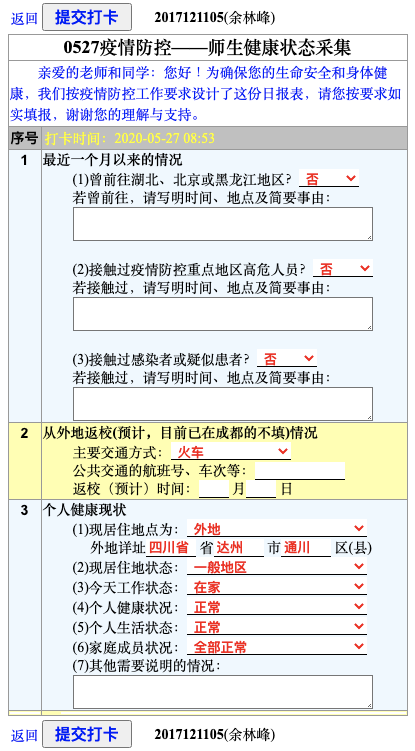 返回 提交打卡 2017121105(余林峰)
0527疫情防控——师生健康状态采集
亲爱的老师和同学：您好！为确保您的生命安全和身体健
康，我们按疫情防控工作要求设计了这份日报表，请您按要求如
实填报，谢谢您的理解与支持。
序号 打卡时间：2020-05-27 08:53
1 最近一个月以来的情况
(1)曾前往湖北、北京或黑龙江地区？ 否
若曾前往，请写明时间、地点及简要事由：
(2)接触过疫情防控重点地区高危人员？ 否
若接触过，请写明时间、地点及简要事由：
(3)接触过感染者或疑似患者？ 否
若接触过，请写明时间、地点及简要事由：
2 从外地返校(预计，目前已在成都的不填)情况
主要交通方式： 火车
公共交通的航班号、车次等：
返校（预计）时间： 月 日
3 个人健康现状
(1)现居住地点为： 外地
外地详址 四川省 省 达州 市 通川 区(县)
(2)现居住地状态： 一般地区
(3)今天工作状态： 在家
(4)个人健康状况： 正常
(5)个人生活状态： 正常
(6)家庭成员状况： 全部正常
(7)其他需要说明的情况：
返回 提交打卡 2017121105(余林峰)